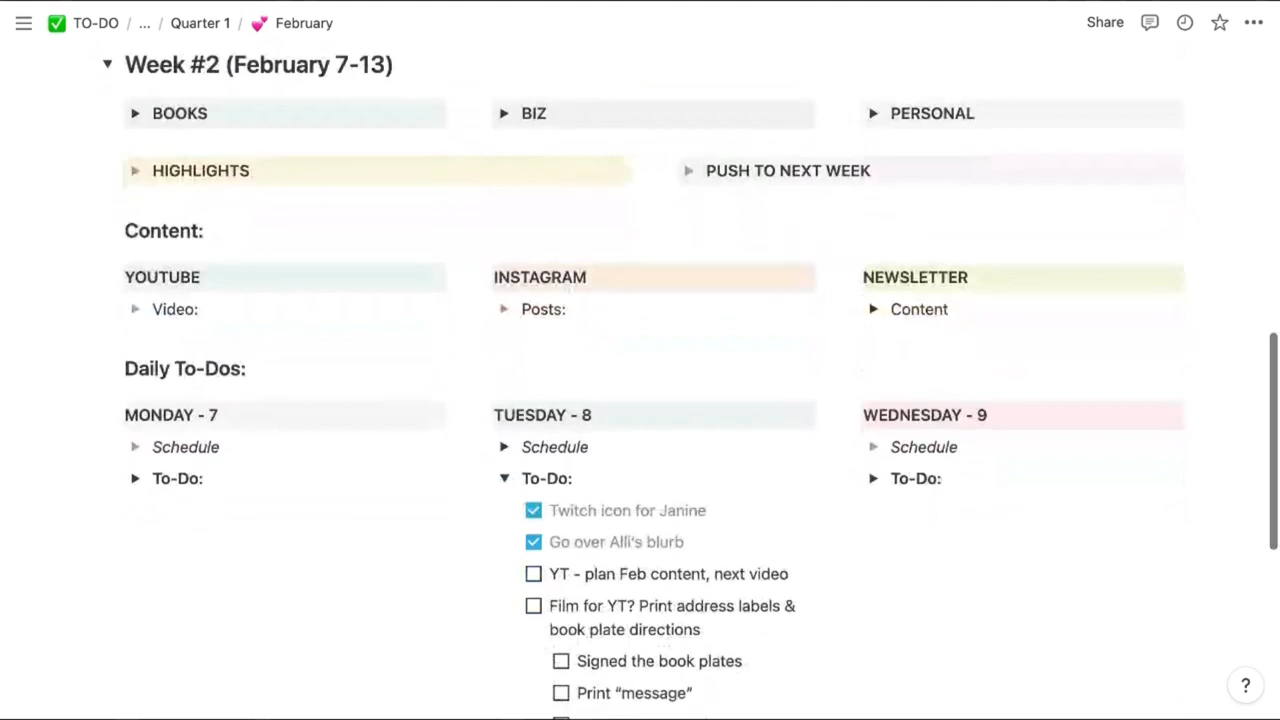 TO-DO / ... / Quarter 1 / 💕 February
Share
Week #2 (February 7-13)
BOOKS
BIZ
PERSONAL
HIGHLIGHTS
PUSH TO NEXT WEEK
Content:
YOUTUBE
Video:
INSTAGRAM
Posts:
NEWSLETTER
Content
Daily To-Dos:
MONDAY - 7
Schedule
To-Do:
TUESDAY - 8
Schedule
To-Do:
Twitch icon for Janine
Go over Alli's blurb
YT - plan Feb content, next video
Film for YT? Print address labels &
book plate directions
Signed the book plates
Print “message”
WEDNESDAY - 9
Schedule
To-Do:
?